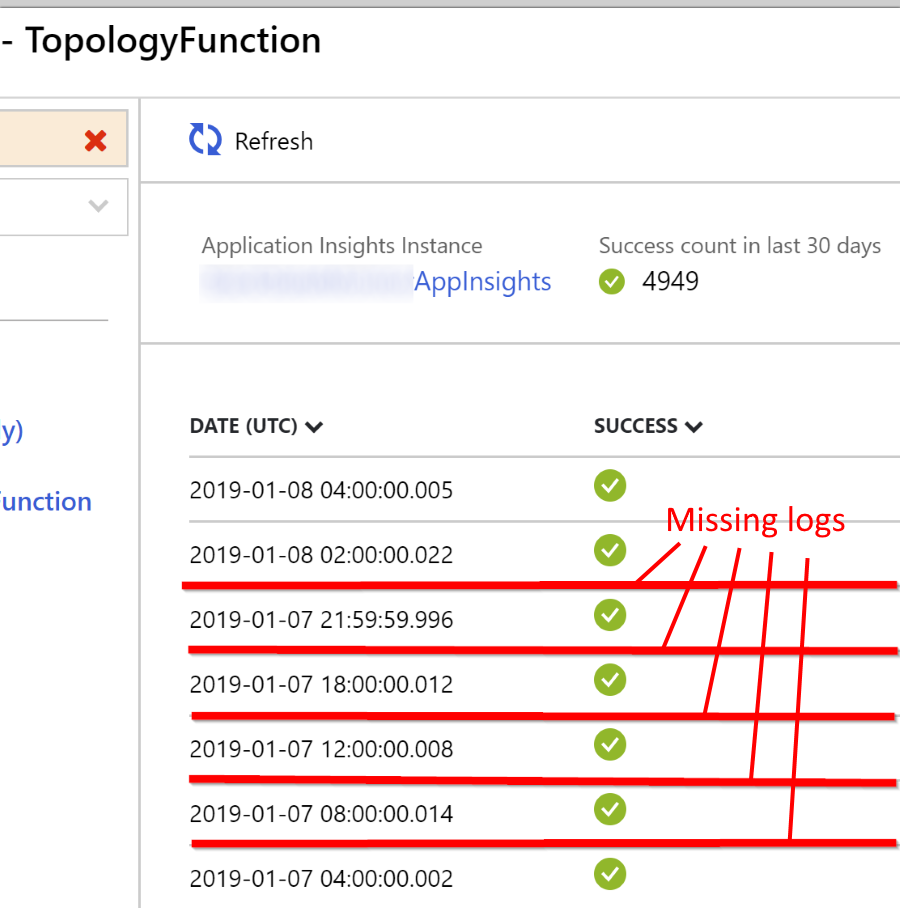 - TopologyFunction
Refresh
Application Insights Instance
Success count in last 30 days
AppInsights
4949
y)
Function
DATE (UTC)
SUCCESS
2019-01-08 04:00:00.005
Missing logs
2019-01-08 02:00:00.022
2019-01-07 21:59:59.996
2019-01-07 18:00:00.012
2019-01-07 12:00:00.008
2019-01-07 08:00:00.014
2019-01-07 04:00:00.002